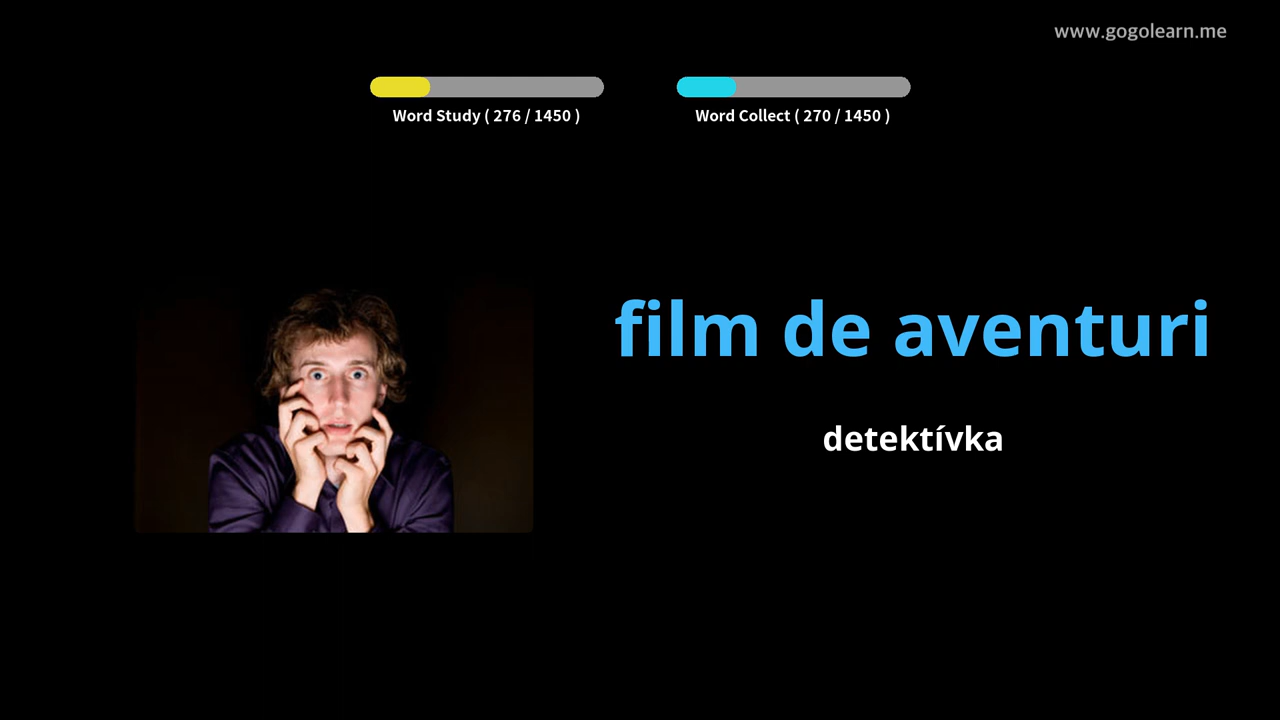 www.gogolearn.me
Word Study ( 276 / 1450 )
Word Collect ( 270 / 1450 )
film de aventuri
detektívka